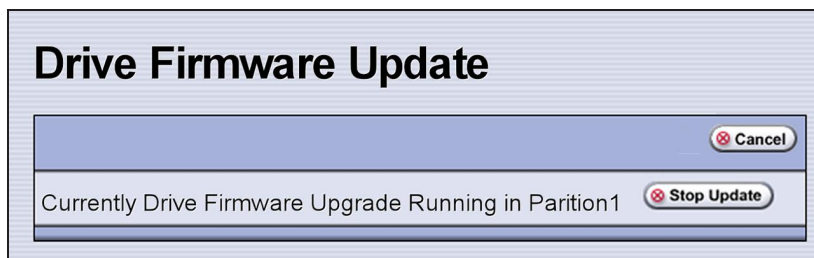 Drive Firmware Update
Cancel
Currently Drive Firmware Upgrade Running in Parition1
Stop Update